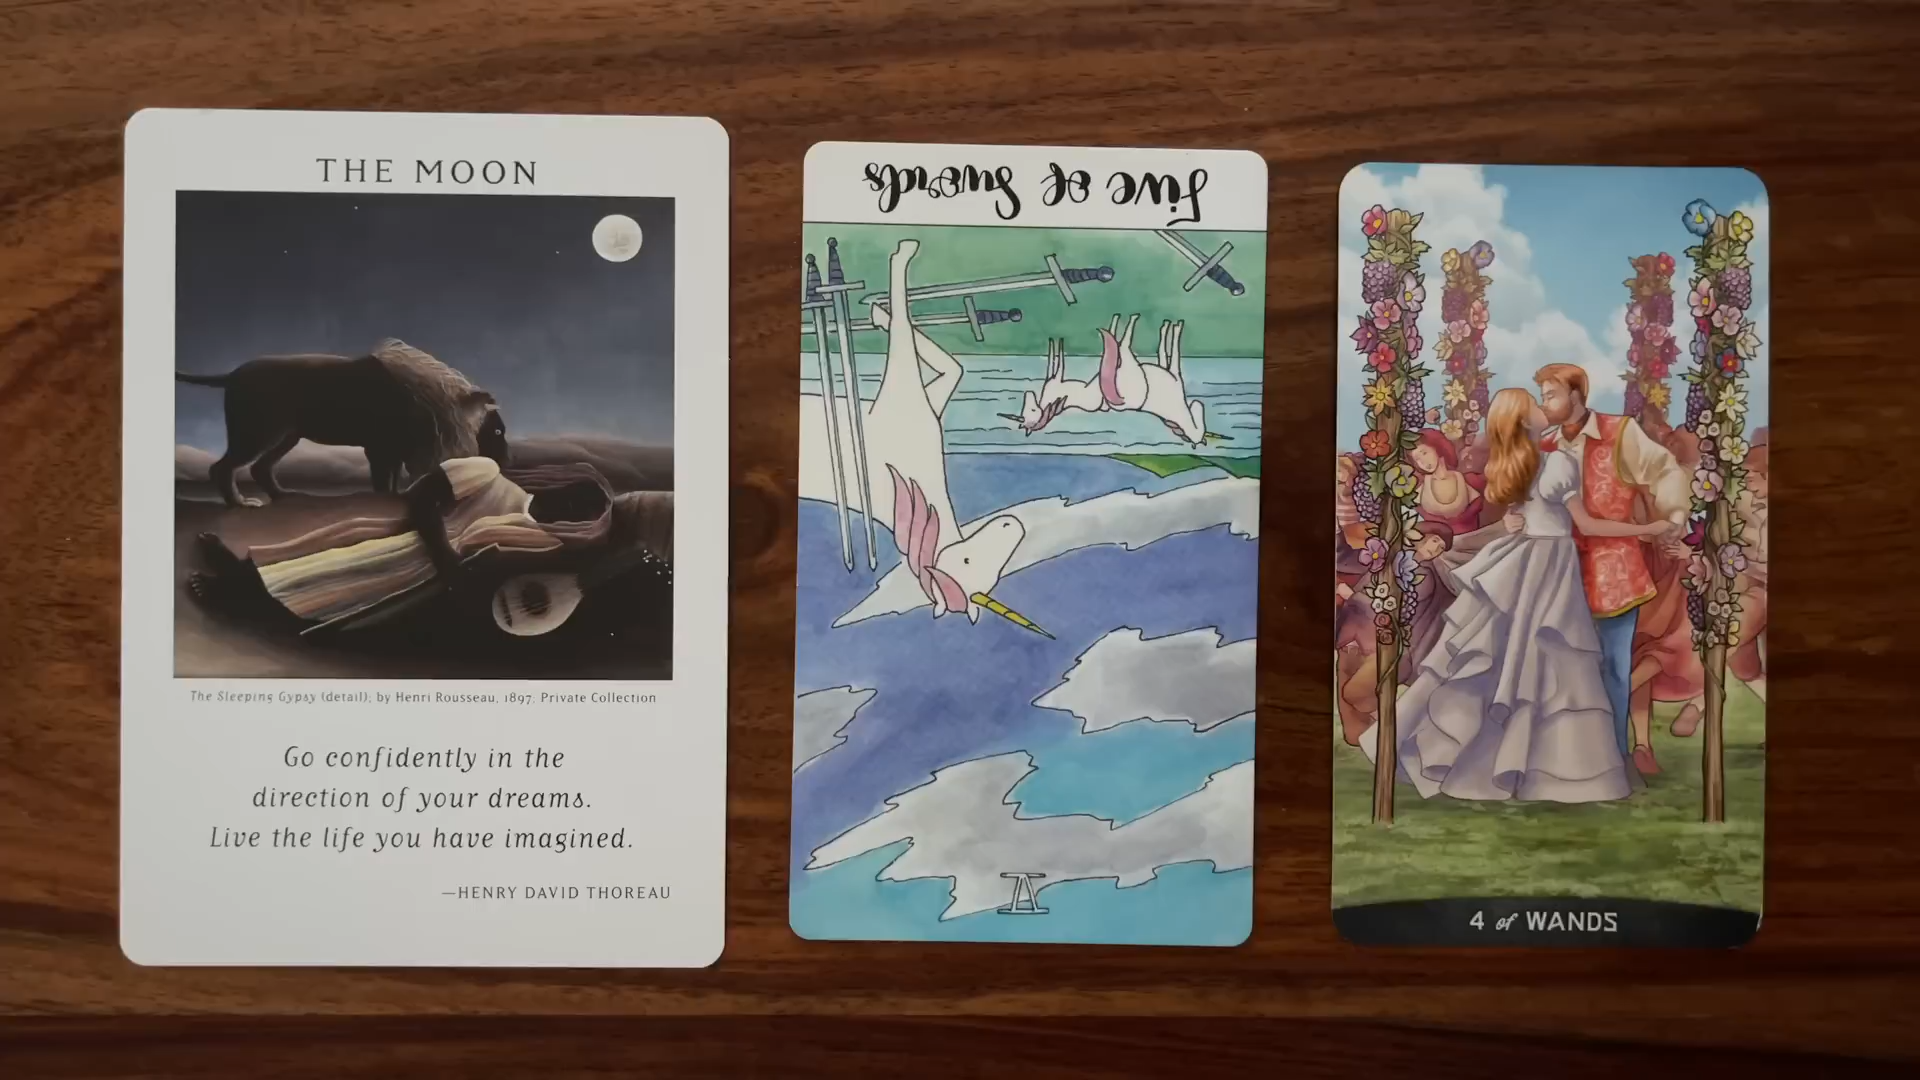 THE MOON
The Sleeping Gypsy (detail); by Henri Rousseau, 1897; Private Collection
Go confidently in the
direction of your dreams.
Live the life you have imagined.
—HENRY DAVID THOREAU
Five of Swords
V
4 of WANDS